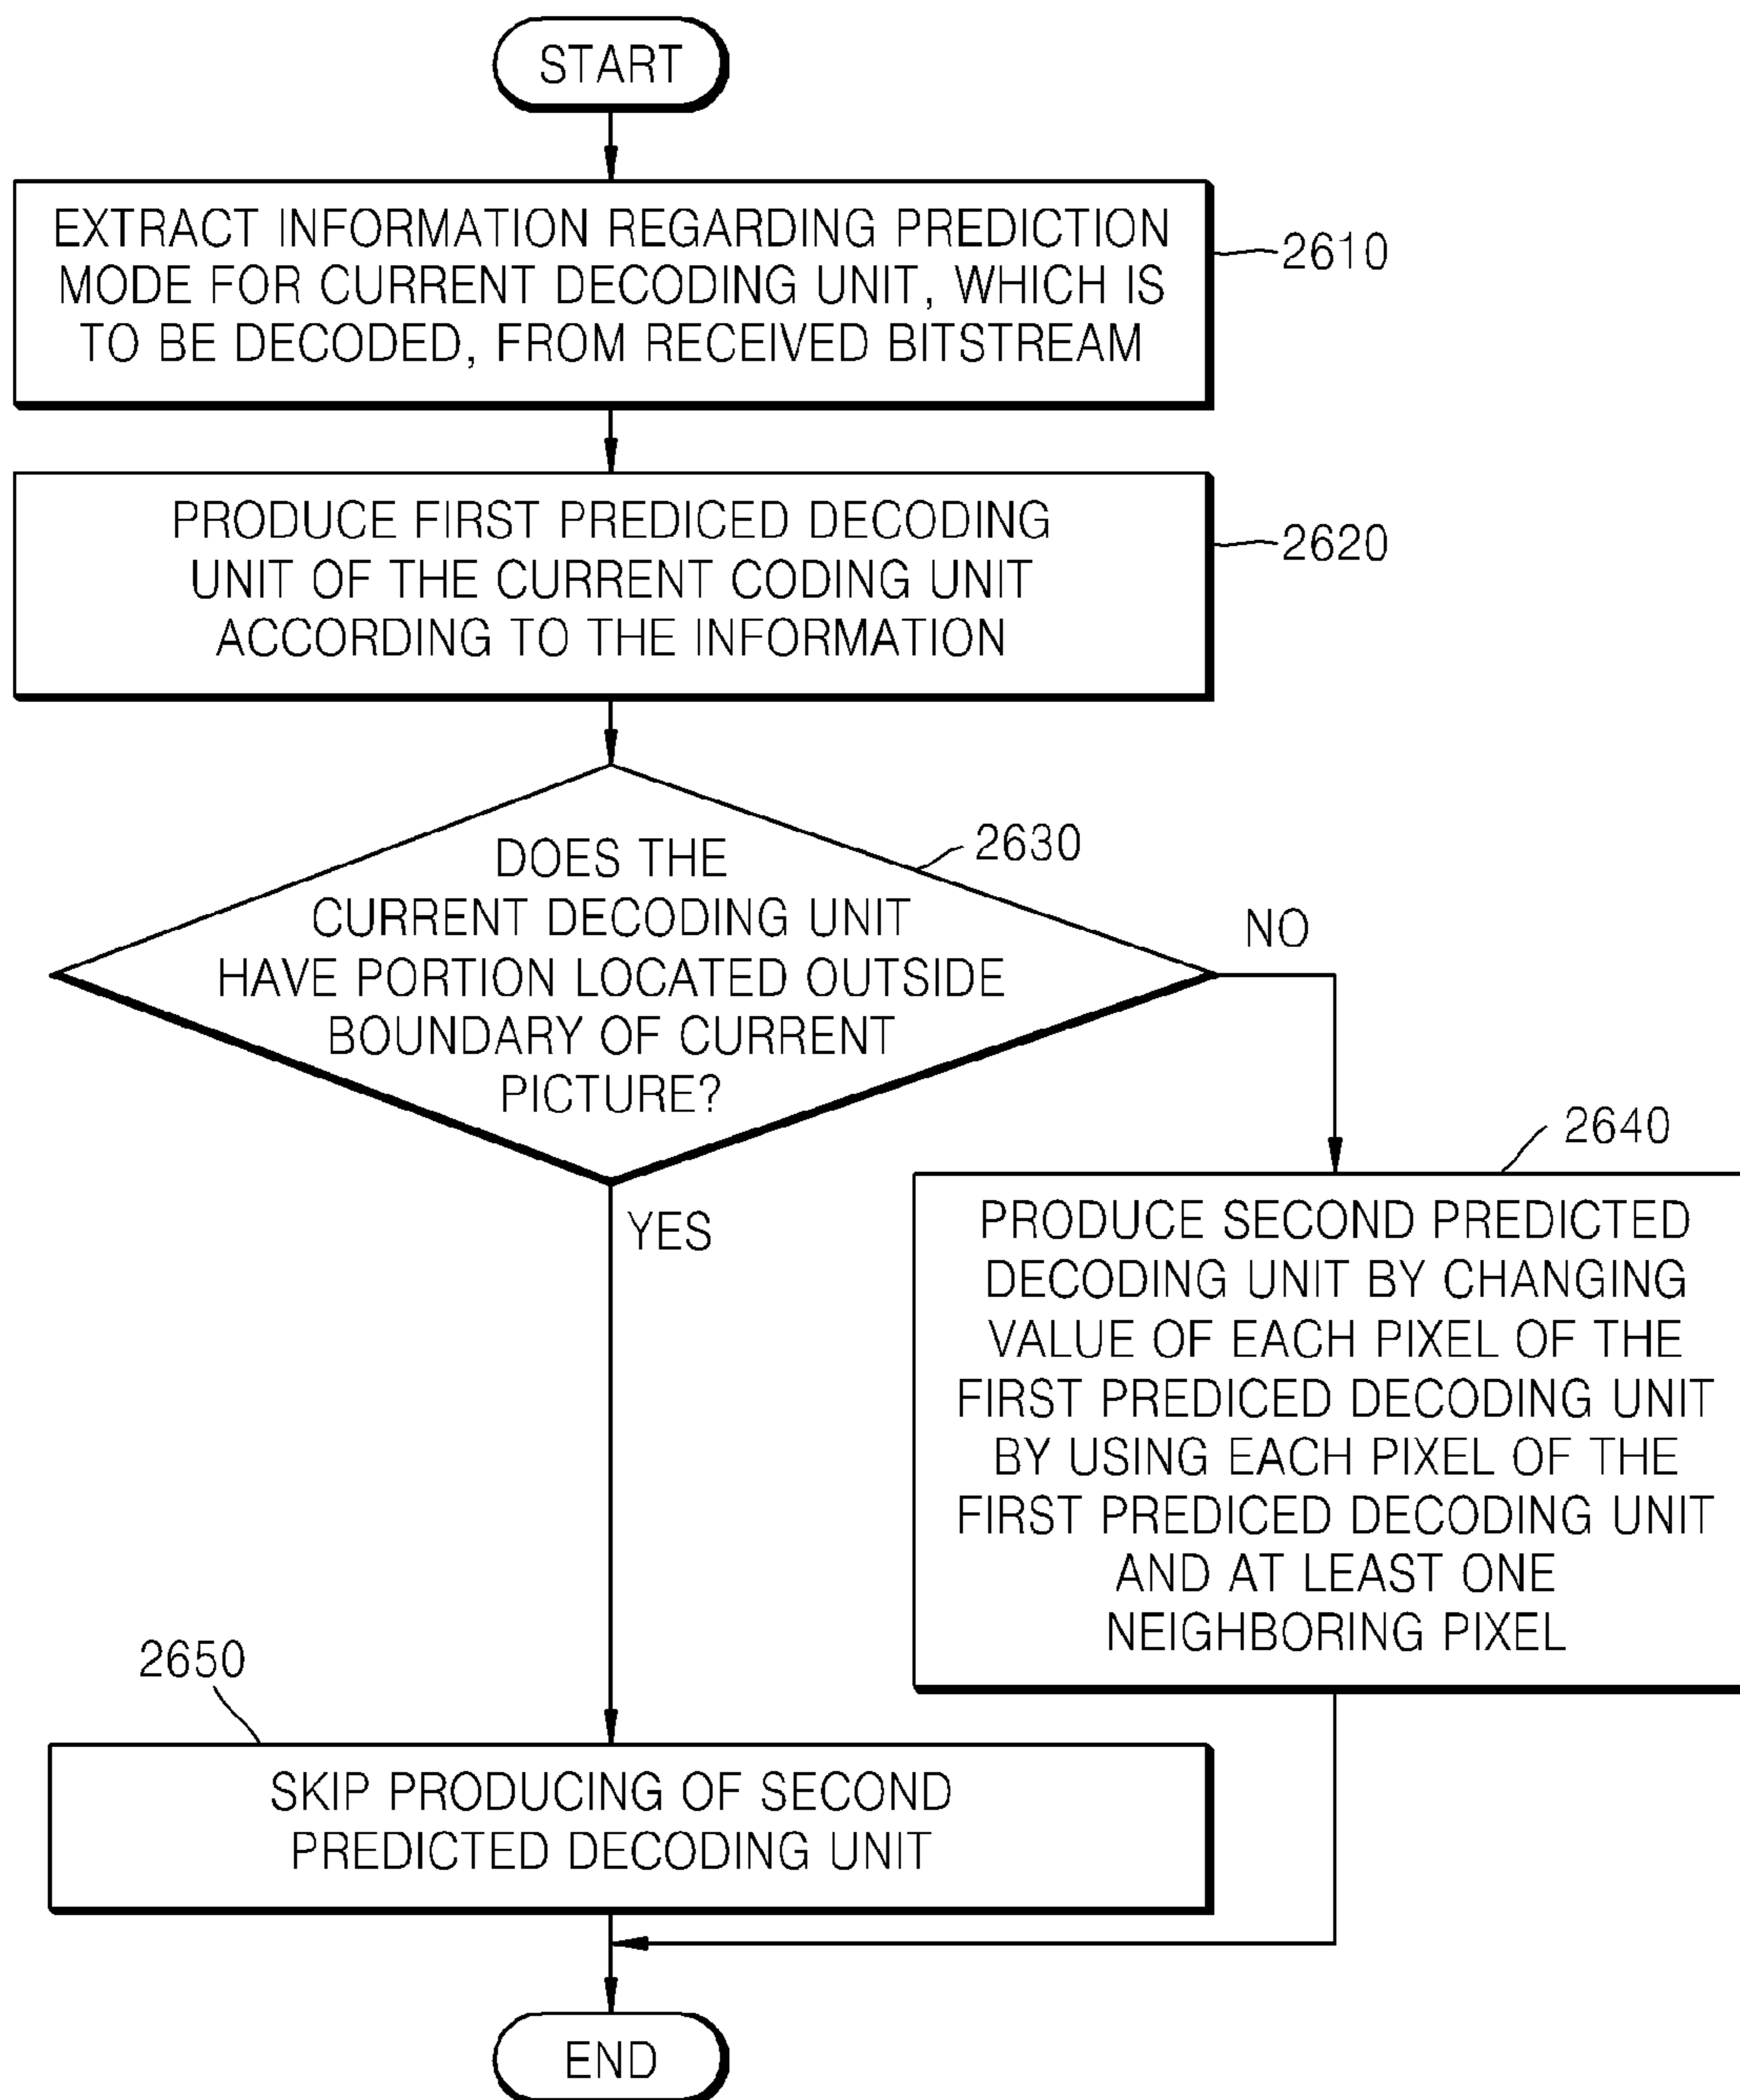 START
EXTRACT INFORMATION REGARDING PREDICTION
MODE FOR CURRENT DECODING UNIT, WHICH IS
TO BE DECODED, FROM RECEIVED BITSTREAM
2610
PRODUCE FIRST PREDICED DECODING
UNIT OF THE CURRENT CODING UNIT
ACCORDING TO THE INFORMATION
2620
DOES THE
CURRENT DECODING UNIT
HAVE PORTION LOCATED OUTSIDE
BOUNDARY OF CURRENT
PICTURE?
2630
NO
YES
2640
PRODUCE SECOND PREDICTED
DECODING UNIT BY CHANGING
VALUE OF EACH PIXEL OF THE
FIRST PREDICED DECODING UNIT
BY USING EACH PIXEL OF THE
FIRST PREDICED DECODING UNIT
AND AT LEAST ONE
NEIGHBORING PIXEL
2650
SKIP PRODUCING OF SECOND
PREDICTED DECODING UNIT
END